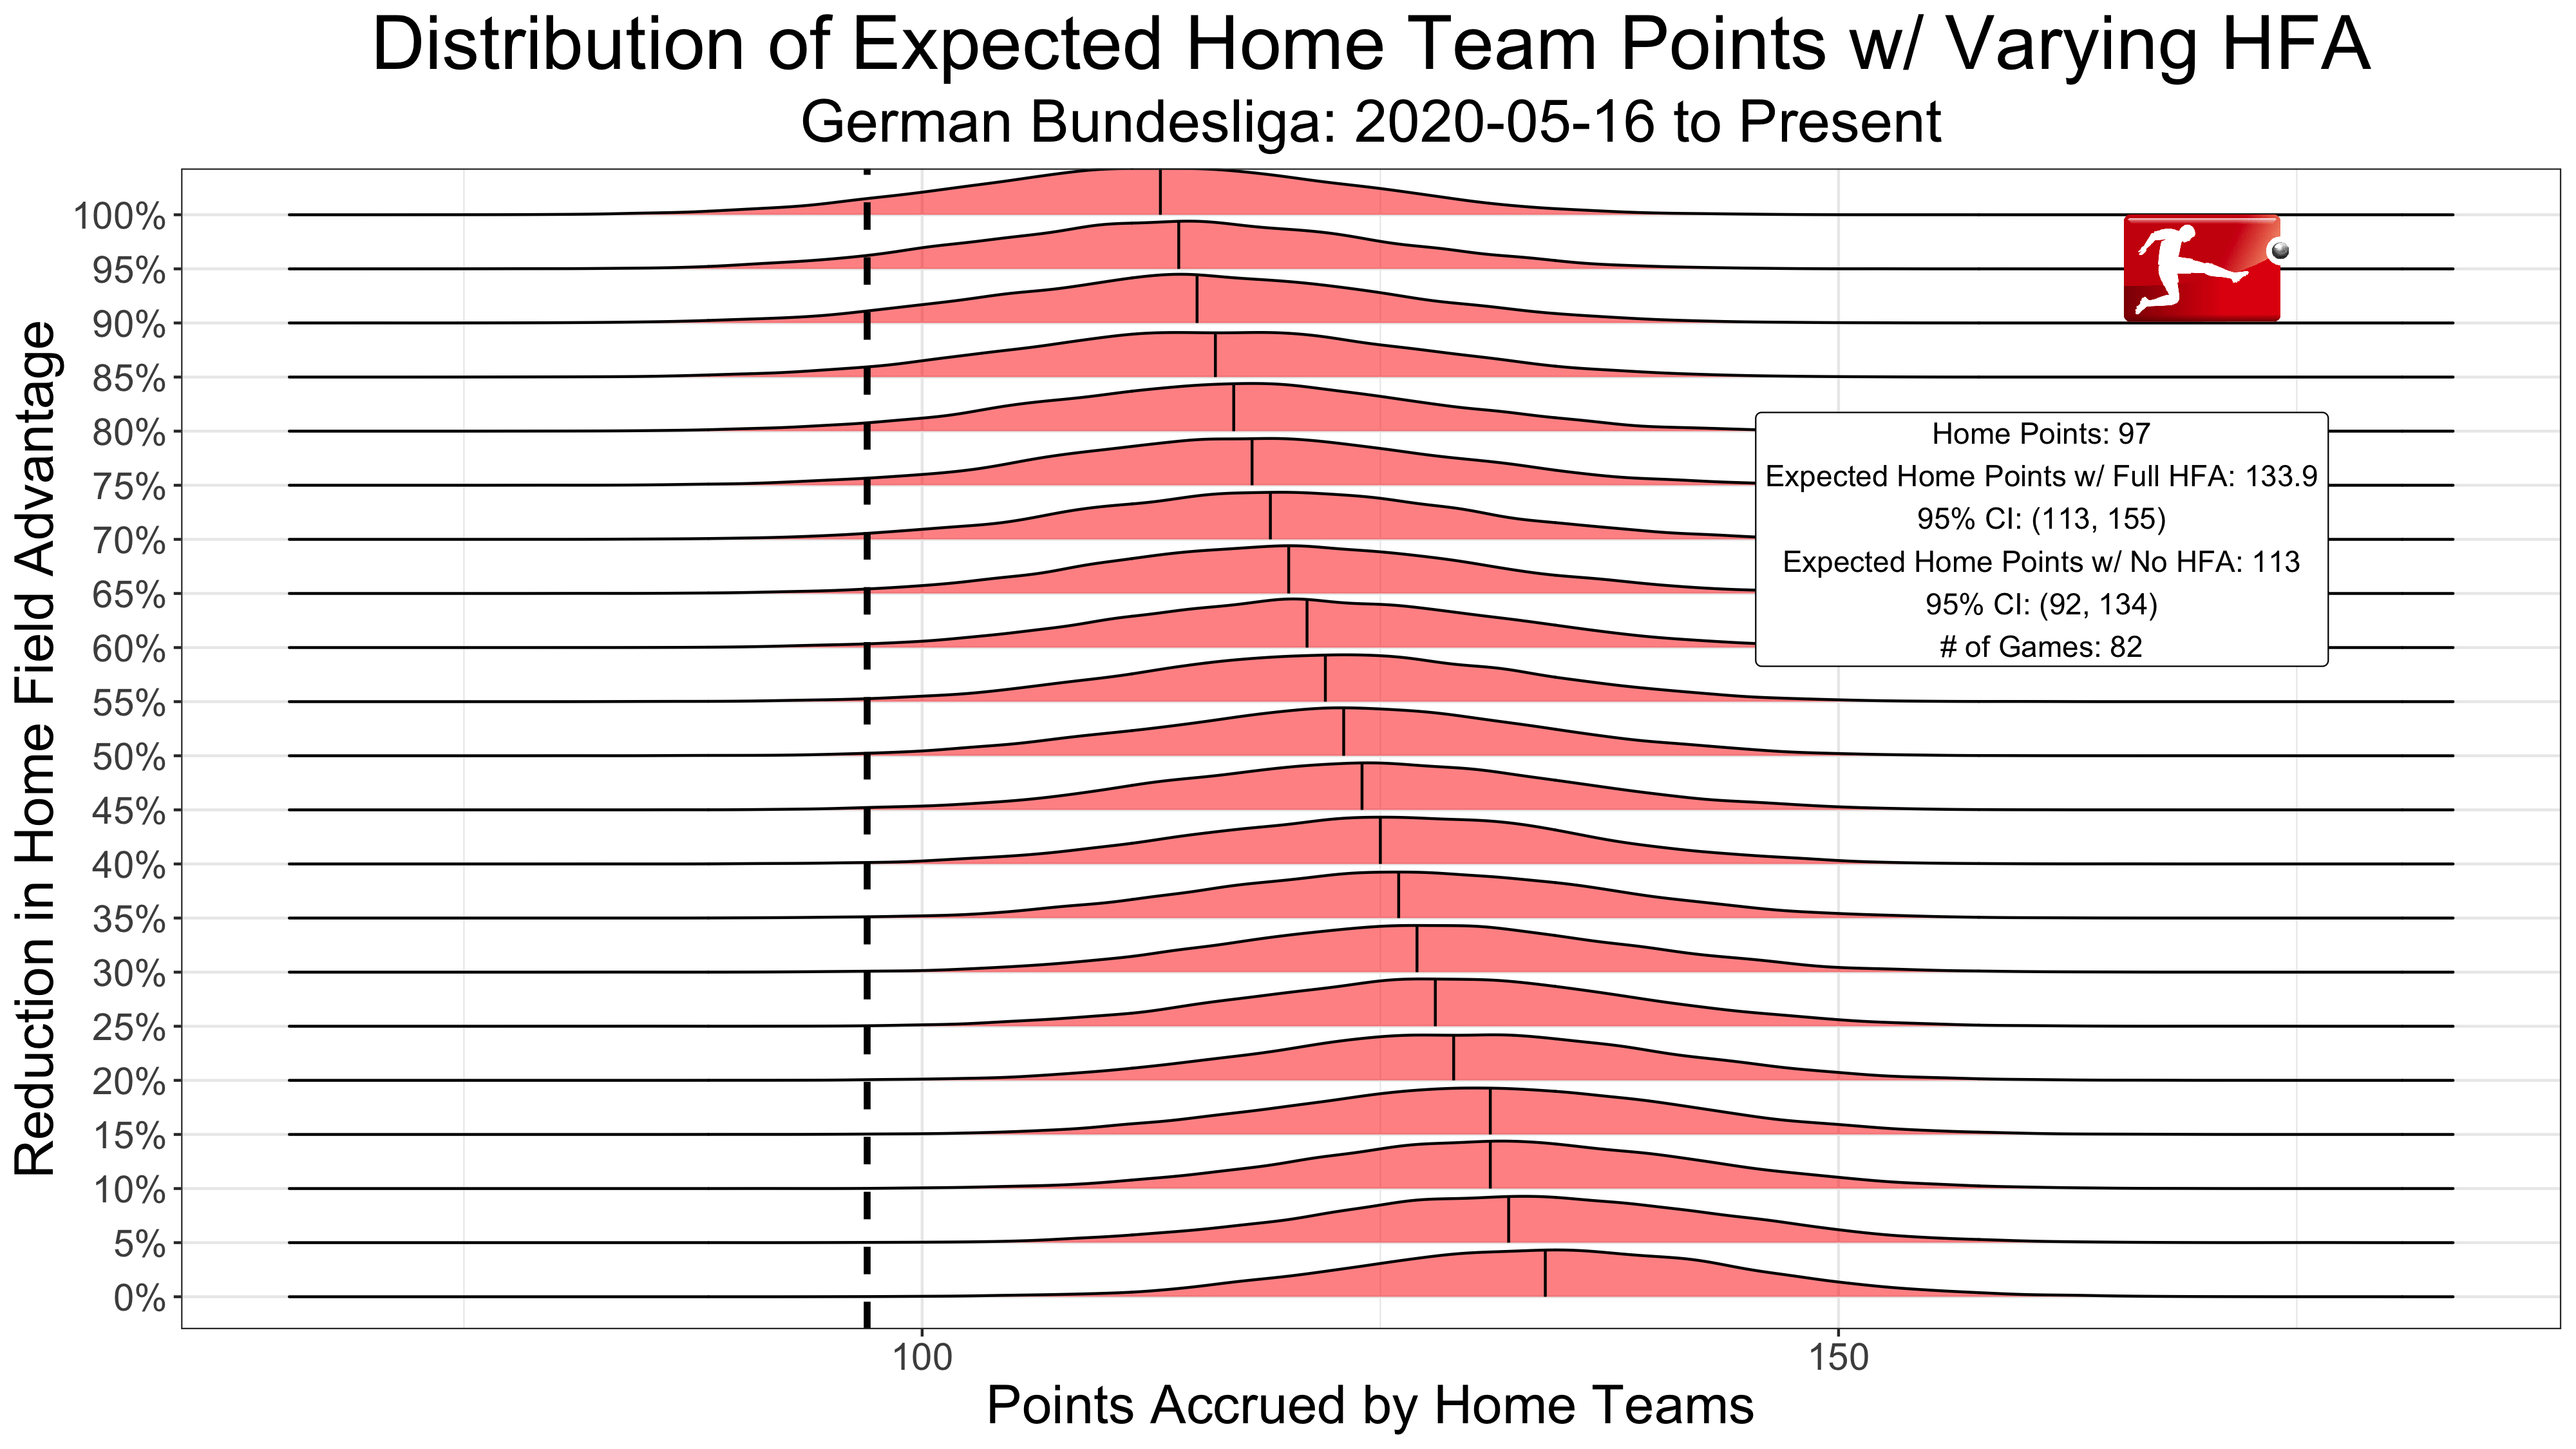 Distribution of Expected Home Team Points w/ Varying HFA
German Bundesliga: 2020-05-16 to Present
Reduction in Home Field Advantage
100%
95%
90%
85%
80%
75%
70%
65%
60%
55%
50%
45%
40%
35%
30%
25%
20%
15%
10%
5%
0%
Home Points: 97
Expected Home Points w/ Full HFA: 133.9
95% CI: (113, 155)
Expected Home Points w/ No HFA: 113
95% CI: (92, 134)
# of Games: 82
100
150
Points Accrued by Home Teams